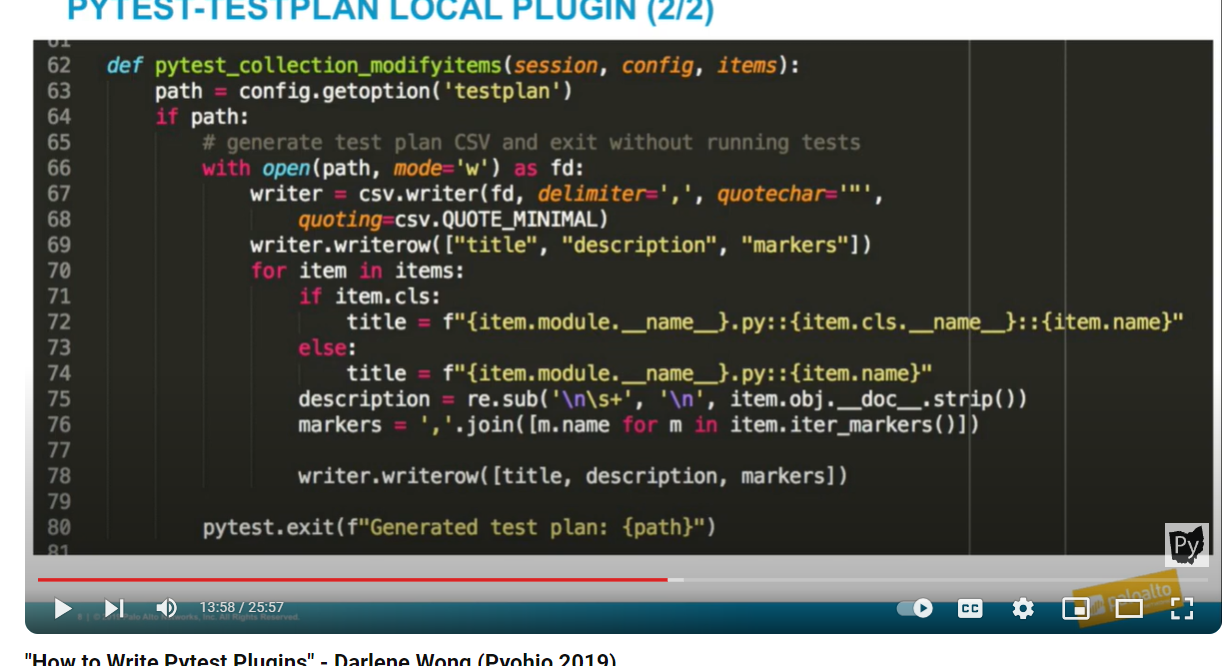 PYTEST-TESTPLAN LOCAL PLUGIN (2/2)
61
62 def pytest_collection_modifyitems(session, config, items):
63     path = config.getoption('testplan')
64     if path:
65         # generate test plan CSV and exit without running tests
66         with open(path, mode='w') as fd:
67             writer = csv.writer(fd, delimiter=',', quotechar='"',
68                 quoting=csv.QUOTE_MINIMAL)
69             writer.writerow(["title", "description", "markers"])
70             for item in items:
71                 if item.cls:
72                     title = f"{item.module.__name__}.py::{item.cls.__name__}::{item.name}"
73                 else:
74                     title = f"{item.module.__name__}.py::{item.name}"
75                 description = re.sub('\n\s+', '\n', item.obj.__doc__.strip())
76                 markers = ','.join([m.name for m in item.iter_markers()])
77
78                 writer.writerow([title, description, markers])
79
80         pytest.exit(f"Generated test plan: {path}")
81
Py
paloalto
13:58 / 25:57
CC
Networks, Inc. All Rights Reserved.
"How to Write Pytest Plugins" - Darlene Wong (Pyohio 2019)